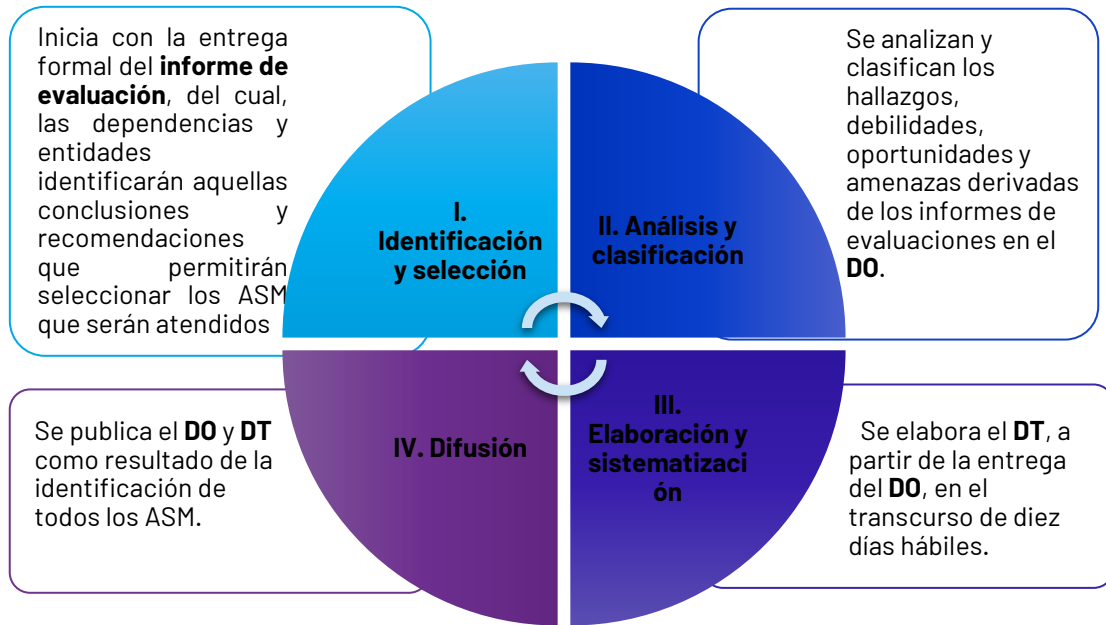 Inicia con la entrega
formal del informe de
evaluación, del cual,
las dependencias y
entidades
identificarán aquellas
conclusiones y
recomendaciones
que permitirán
seleccionar los ASM
que serán atendidos
I.
Identificación
y selección
II. Análisis y
clasificación
Se analizan y
clasifican los
hallazgos,
debilidades,
oportunidades y
amenazas derivadas
de los informes de
evaluaciones en el
DO.
Se publica el DO y DT
como resultado de la
identificación de
todos los ASM.
IV. Difusión
III.
Elaboración y
sistematizaci
ón
Se elabora el DT, a
partir de la entrega
del DO, en el
transcurso de diez
días hábiles.